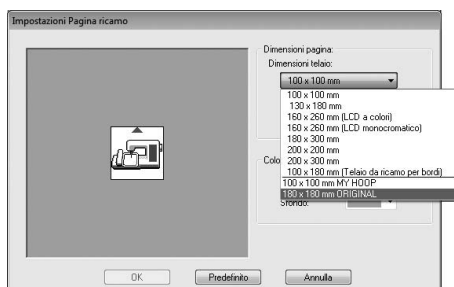 Impostazioni Pagina ricamo
Dimensioni pagina:
Dimensioni telaio:
100 x 100 mm
100 x 100 mm
130 x 180 mm
160 x 260 mm (LCD a colori)
160 x 260 mm (LCD monocromatico)
180 x 300 mm
200 x 200 mm
200 x 300 mm
100 x 180 mm (Telaio da ricamo per bordi)
100 x 100 mm MY HOOP
180 x 180 mm ORIGINAL
Colo
Sfondo:
OK
Predefinito
Annulla